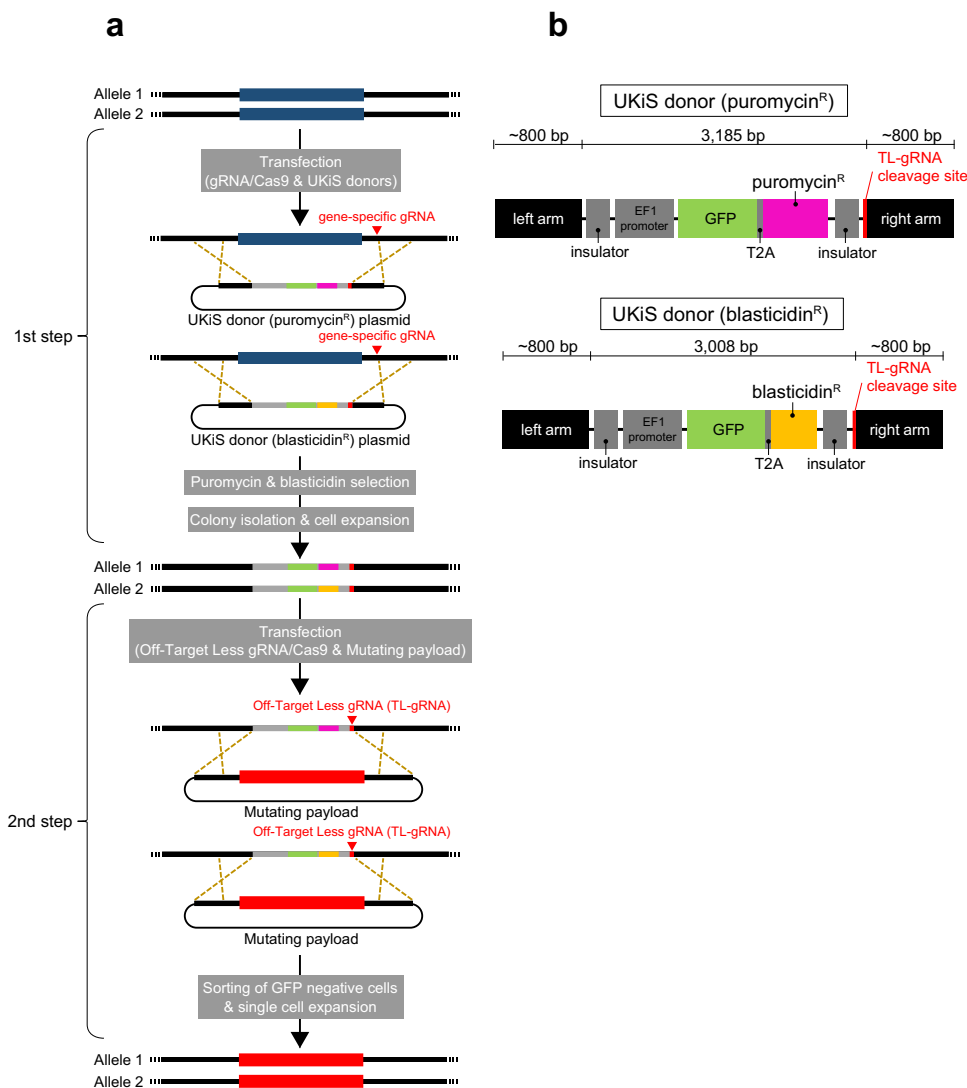 a
Allele 1
Allele 2
Transfection
(gRNA/Cas9 & UKiS donors)
gene-specific gRNA
UKiS donor (puromycinR) plasmid
gene-specific gRNA
1st step
UKiS donor (blasticidinR) plasmid
Puromycin & blasticidin selection
Colony isolation & cell expansion
Allele 1
Allele 2
Transfection
(Off-Target Less gRNA/Cas9 & Mutating payload)
Off-Target Less gRNA (TL-gRNA)
Mutating payload
2nd step
Off-Target Less gRNA (TL-gRNA)
Mutating payload
Sorting of GFP negative cells
& single cell expansion
Allele 1
Allele 2
b
UKiS donor (puromycinR)
~800 bp 3,185 bp ~800 bp
TL-gRNA
cleavage site
puromycinR
left arm EF1 promoter GFP right arm
insulator T2A insulator
UKiS donor (blasticidinR)
~800 bp 3,008 bp ~800 bp
TL-gRNA
cleavage site
blasticidinR
left arm EF1 promoter GFP right arm
insulator T2A insulator